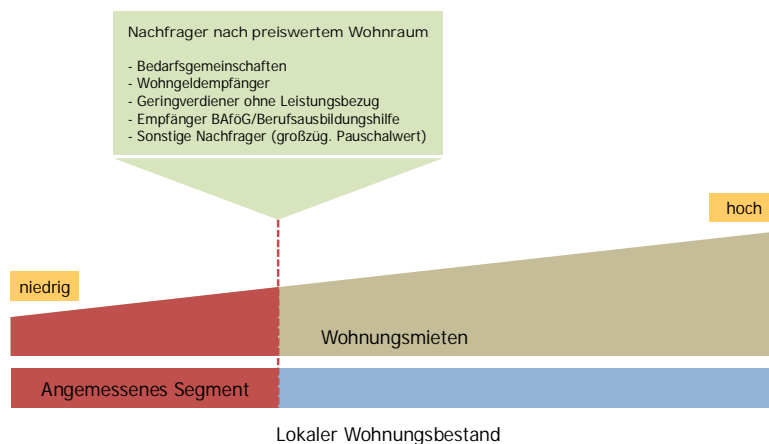 Nachfrager nach preiswertem Wohnraum
- Bedarfsgemeinschaften
- Wohngeldempfänger
- Geringverdiener ohne Leistungsbezug
- Empfänger BAföG/Berufsausbildungshilfe
- Sonstige Nachfrager (großzüg. Pauschalwert)
hoch
niedrig
Wohnungsmieten
Angemessenes Segment
Lokaler Wohnungsbestand